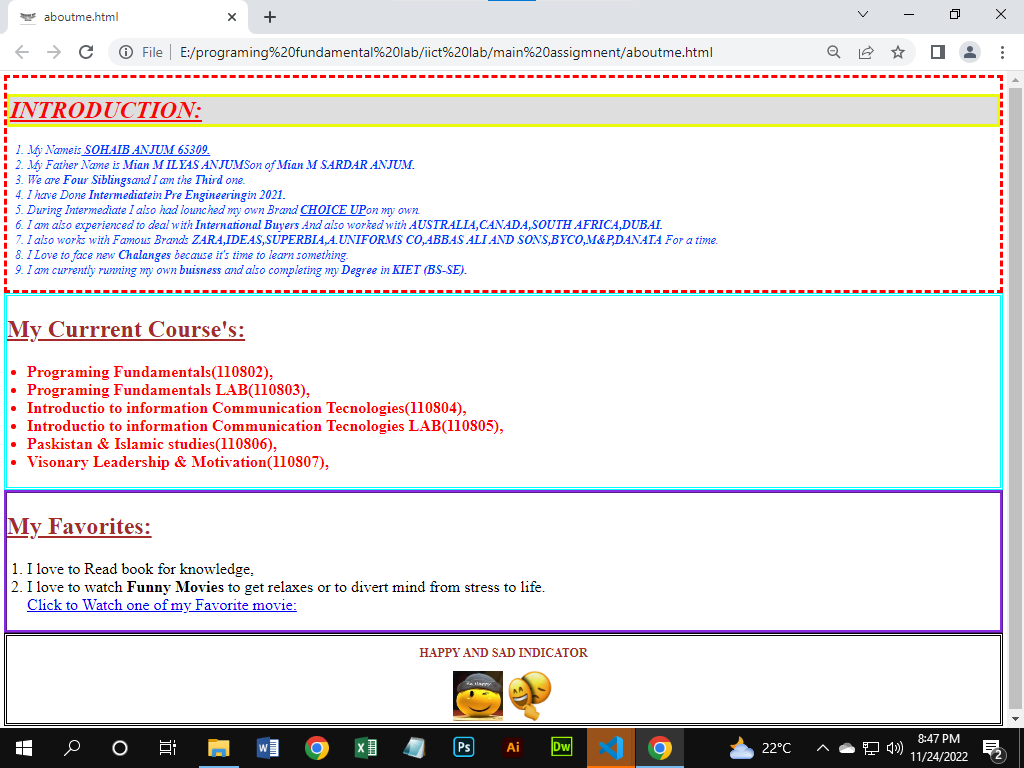 aboutme.html
File | E:/programing%20fundamental%20lab/iict%20lab/main%20assigmnent/aboutme.html
INTRODUCTION:
1. My Nameis SOHAIB ANJUM 65309.
2. My Father Name is Mian M ILYAS ANJUMSon of Mian M SARDAR ANJUM.
3. We are Four Siblingsand I am the Third one.
4. I have Done Intermediatein Pre Engineeringin 2021.
5. During Intermediate I also had lounched my own Brand CHOICE UPon my own.
6. I am also experienced to deal with International Buyers And also worked with AUSTRALIA,CANADA,SOUTH AFRICA,DUBAI.
7. I also works with Famous Brands ZARA,IDEAS,SUPERBIA,A.UNIFORMS CO,ABBAS ALI AND SONS,BYCO,M&P,DANATA For a time.
8. I Love to face new Chalanges because it's time to learn something.
9. I am currently running my own buisness and also completing my Degree in KIET (BS-SE).
My Currrent Course's:
• Programing Fundamentals(110802),
• Programing Fundamentals LAB(110803),
• Introductio to information Communication Tecnologies(110804),
• Introductio to information Communication Tecnologies LAB(110805),
• Paskistan & Islamic studies(110806),
• Visonary Leadership & Motivation(110807),
My Favorites:
1. I love to Read book for knowledge,
2. I love to watch Funny Movies to get relaxes or to divert mind from stress to life.
Click to Watch one of my Favorite movie:
HAPPY AND SAD INDICATOR
Be Happy
Ps
Ai
Dw
22°C
8:47 PM
11/24/2022
2